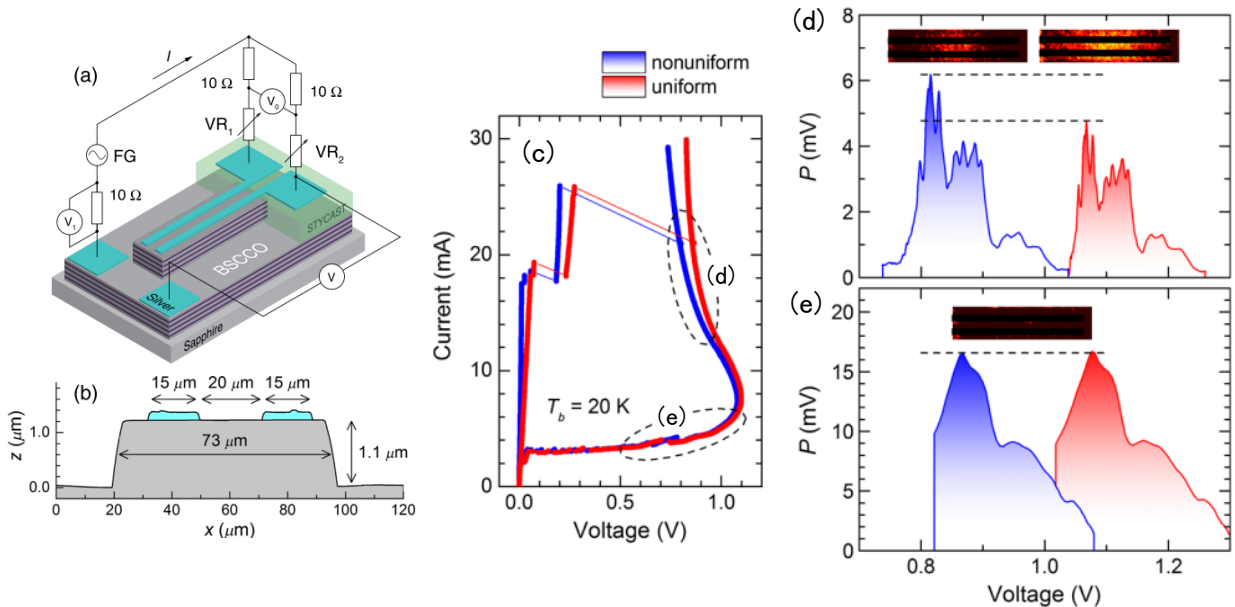 (a)
I
10 Ω
10 Ω
V0
VR1
VR2
FG
10 Ω
V1
STYCAST
BSCCO
V
Silver
Sapphire
(b)
15 μm
20 μm
15 μm
z (μm)
1.0
0.0
73 μm
1.1 μm
0
20
40
60
80
100
120
x (μm)
nonuniform
uniform
(c)
Current (mA)
30
20
10
0
(d)
Tb = 20 K
(e)
0.0
0.5
1.0
Voltage (V)
(d)
P (mV)
8
6
4
2
0
(e)
P (mV)
20
15
10
5
0
0.8
1.0
1.2
Voltage (V)